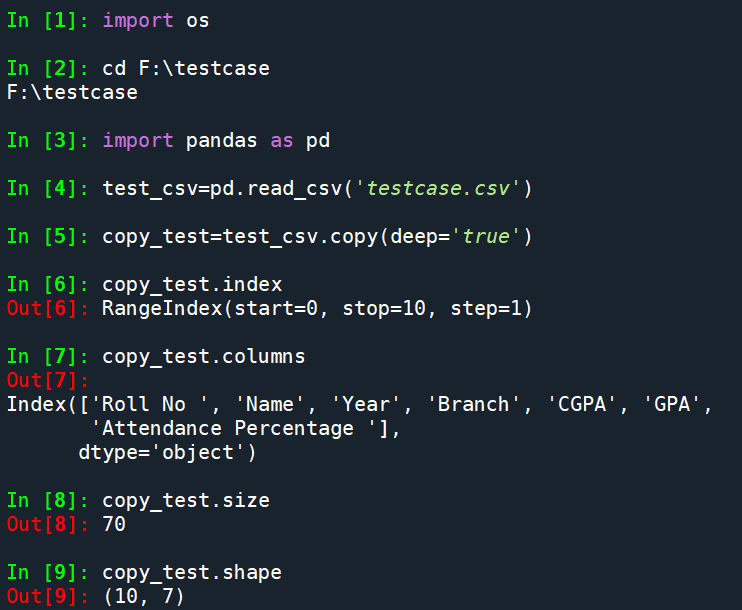 In [1]: import os
In [2]: cd F:\testcase
F:\testcase
In [3]: import pandas as pd
In [4]: test_csv=pd.read_csv('testcase.csv')
In [5]: copy_test=test_csv.copy(deep='true')
In [6]: copy_test.index
Out[6]: RangeIndex(start=0, stop=10, step=1)
In [7]: copy_test.columns
Out[7]:
Index(['Roll No ', 'Name', 'Year', 'Branch', 'CGPA', 'GPA',
       'Attendance Percentage '],
      dtype='object')
In [8]: copy_test.size
Out[8]: 70
In [9]: copy_test.shape
Out[9]: (10, 7)